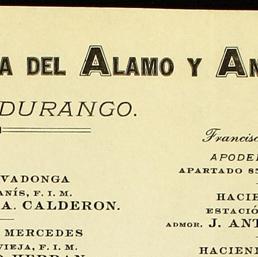 A DEL ALAMO Y AN
DURANGO.
VADONGA
ANÍS, F. I. M.
A. CALDERON.
MERCEDES
VIEJA, F. I. M.
Francisc
APODE
APARTADO
HACIE
ESTACIÓ
ADMOR. J. ANT
HACIEN